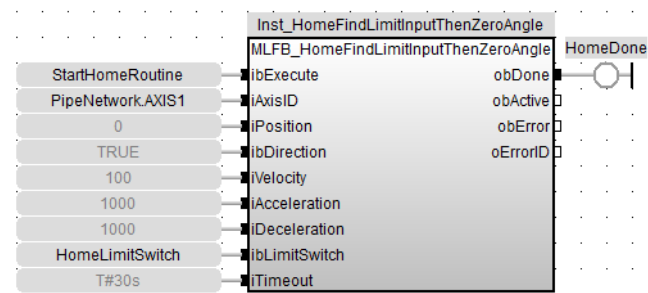 Inst_HomeFindLimitInputThenZeroAngle
MLFB_HomeFindLimitInputThenZeroAngle HomeDone
StartHomeRoutine ibExecute obDone
PipeNetwork.AXIS1 iAxisID obActive
0 iPosition obError
TRUE ibDirection oErrorID
100 iVelocity
1000 iAcceleration
1000 iDeceleration
HomeLimitSwitch ibLimitSwitch
T#30s iTimeout